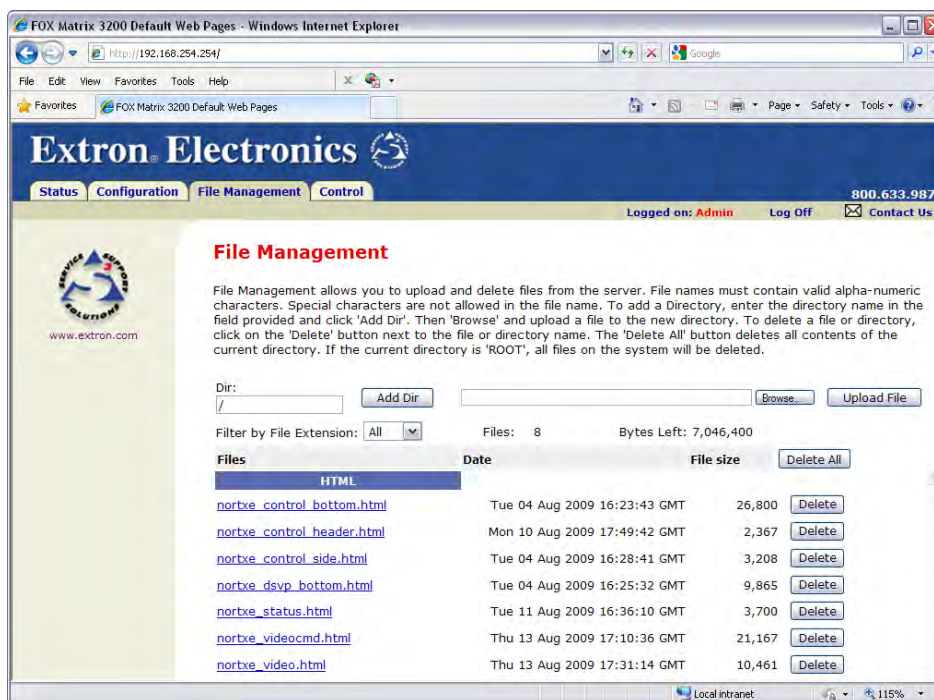 FOX Matrix 3200 Default Web Pages - Windows Internet Explorer
http://192.168.254.254/
Google
File Edit View Favorites Tools Help
Favorites FOX Matrix 3200 Default Web Pages Page Safety Tools
Extron® Electronics
Status Configuration File Management Control 800.633.987
Logged on: Admin Log Off Contact Us
SERVICE SUPPORT SOLUTIONS
www.extron.com
File Management
File Management allows you to upload and delete files from the server. File names must contain valid alpha-numeric
characters. Special characters are not allowed in the file name. To add a Directory, enter the directory name in the
field provided and click 'Add Dir'. Then 'Browse' and upload a file to the new directory. To delete a file or directory,
click on the 'Delete' button next to the file or directory name. The 'Delete All' button deletes all contents of the
current directory. If the current directory is 'ROOT', all files on the system will be deleted.
Dir:
/ Add Dir Browse... Upload File
Filter by File Extension: All Files: 8 Bytes Left: 7,046,400
Files Date File size Delete All
HTML
nortxe_control_bottom.html Tue 04 Aug 2009 16:23:43 GMT 26,800 Delete
nortxe_control_header.html Mon 10 Aug 2009 17:49:42 GMT 2,367 Delete
nortxe_control_side.html Tue 04 Aug 2009 16:28:41 GMT 3,208 Delete
nortxe_dsvp_bottom.html Tue 04 Aug 2009 16:25:32 GMT 9,865 Delete
nortxe_status.html Tue 11 Aug 2009 16:36:10 GMT 3,700 Delete
nortxe_videocmd.html Thu 13 Aug 2009 17:10:36 GMT 21,167 Delete
nortxe_video.html Thu 13 Aug 2009 17:31:14 GMT 10,461 Delete
Local intranet 115%